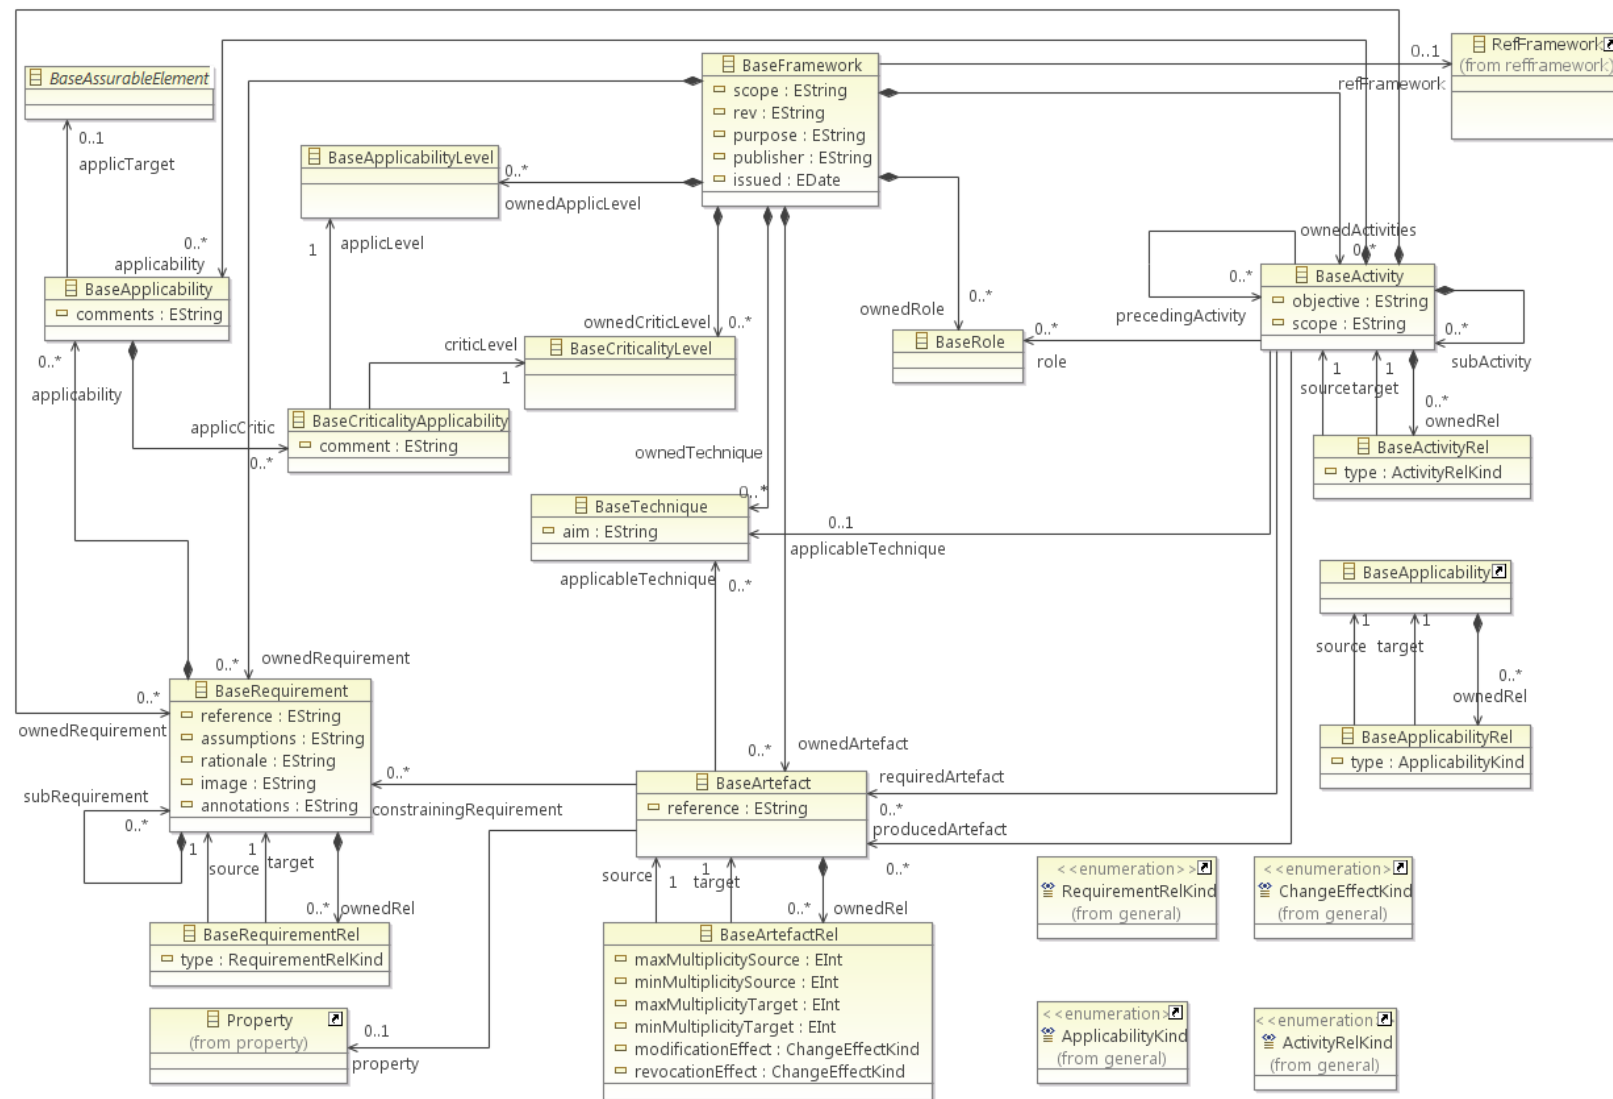 BaseAssurableElement
0..1
applicTarget
0..*
applicability
BaseApplicability
comments : EString
0..*
applicability
BaseApplicabilityLevel
0..*
ownedApplicLevel
1
applicLevel
BaseFramework
scope : EString
rev : EString
purpose : EString
publisher : EString
issued : EDate
0..1
refFramework
RefFramework
(from refframework)
ownedActivities
0..*
BaseActivity
objective : EString
scope : EString
0..*
precedingActivity
0..*
subActivity
ownedRole
0..*
BaseRole
0..*
role
ownedCriticLevel
0..*
BaseCriticalityLevel
criticLevel
1
BaseCriticalityApplicability
comment : EString
applicCritic
0..*
1
source
1
target
0..*
ownedRel
BaseActivityRel
type : ActivityRelKind
ownedTechnique
0..*
BaseTechnique
aim : EString
0..1
applicableTechnique
applicableTechnique
0..*
BaseApplicability
1
source
1
target
0..*
ownedRel
BaseApplicabilityRel
type : ApplicabilityKind
0..*
ownedRequirement
0..*
ownedRequirement
BaseRequirement
reference : EString
assumptions : EString
rationale : EString
image : EString
annotations : EString
subRequirement
0..*
0..*
constrainingRequirement
0..*
ownedArtefact
BaseArtefact
reference : EString
requiredArtefact
0..*
producedArtefact
0..*
1
source
1
target
0..*
ownedRel
BaseRequirementRel
type : RequirementRelKind
source
1
1
target
0..*
ownedRel
BaseArtefactRel
maxMultiplicitySource : EInt
minMultiplicitySource : EInt
maxMultiplicityTarget : EInt
minMultiplicityTarget : EInt
modificationEffect : ChangeEffectKind
revocationEffect : ChangeEffectKind
Property
(from property)
0..1
property
<<enumeration>>
RequirementRelKind
(from general)
<<enumeration>
ChangeEffectKind
(from general)
<<enumeration>
ApplicabilityKind
(from general)
<<enumeration>
ActivityRelKind
(from general)